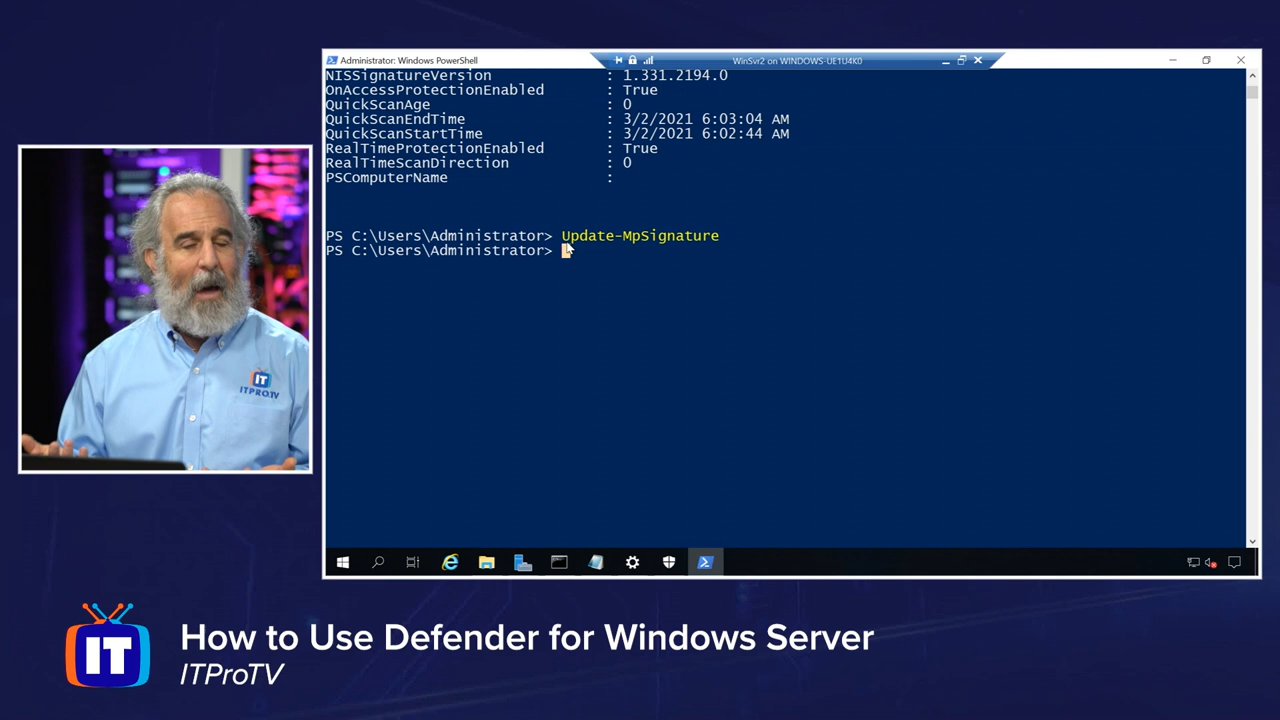 Administrator: Windows PowerShell
WinSvr2 on WINDOWS-UE1U4K0
NISSignatureVersion : 1.331.2194.0
OnAccessProtectionEnabled : True
QuickScanAge : 0
QuickScanEndTime : 3/2/2021 6:03:04 AM
QuickScanStartTime : 3/2/2021 6:02:44 AM
RealTimeProtectionEnabled : True
RealTimeScanDirection : 0
PSComputerName :
PS C:\Users\Administrator> Update-MpSignature
PS C:\Users\Administrator>
IT
ITPRO.TV
IT
How to Use Defender for Windows Server
ITProTV